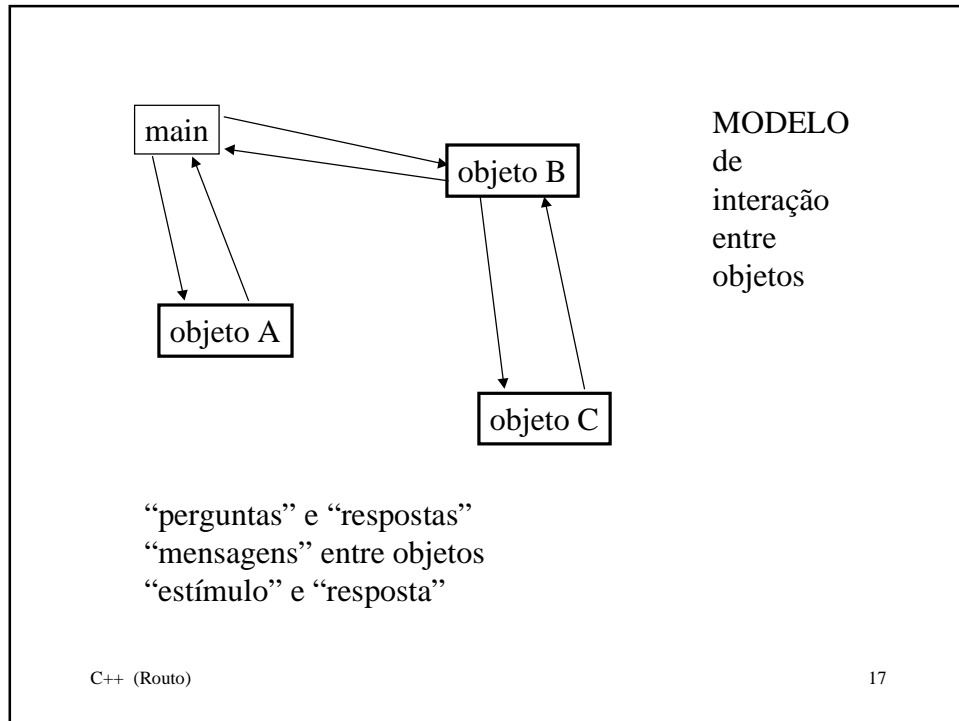 main
objeto B
objeto A
objeto C
MODELO
de
interação
entre
objetos
“perguntas” e “respostas”
“mensagens” entre objetos
“estímulo” e “resposta”
C++ (Routo)
17